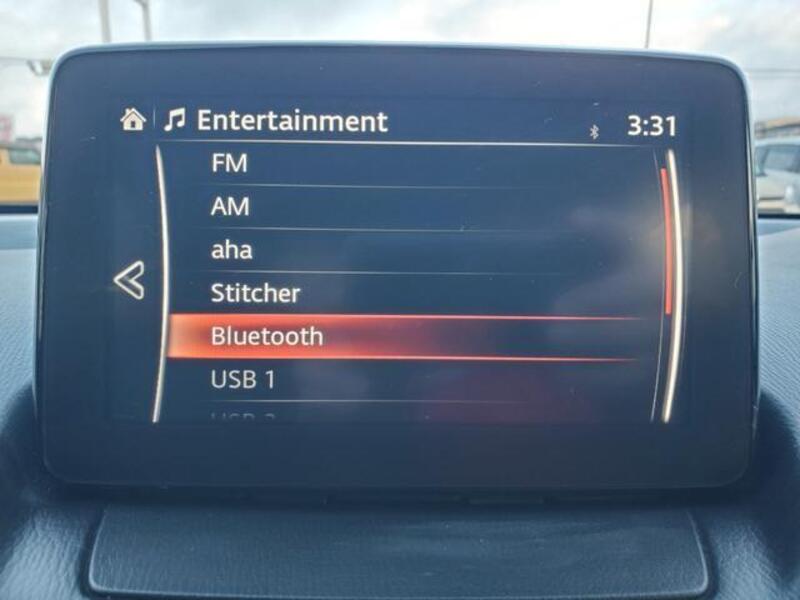 Entertainment 3:31
FM
AM
aha
Stitcher
Bluetooth
USB 1